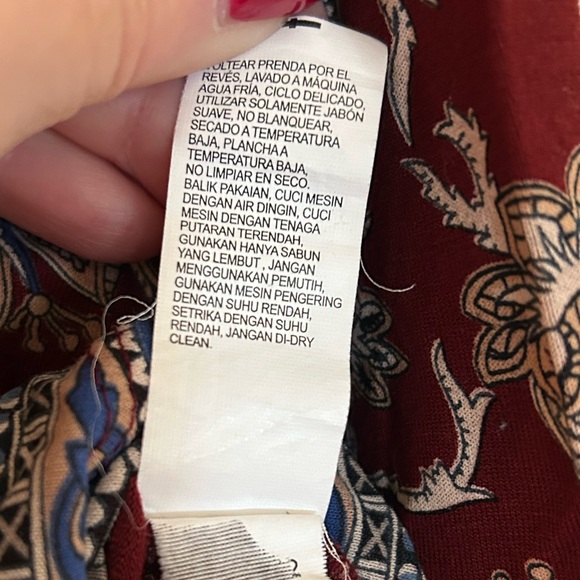 VOLTEAR PRENDA POR EL
REVÉS, LAVADO A MÁQUINA
AGUA FRÍA, CICLO DELICADO,
UTILIZAR SOLAMENTE JABÓN
SUAVE, NO BLANQUEAR,
SECADO A TEMPERATURA
BAJA, PLANCHA A
TEMPERATURA BAJA,
NO LIMPIAR EN SECO.
BALIK PAKAIAN, CUCI MESIN
DENGAN AIR DINGIN, CUCI
MESIN DENGAN TENAGA
PUTARAN TERENDAH,
GUNAKAN HANYA SABUN
YANG LEMBUT , JANGAN
MENGGUNAKAN PEMUTIH,
GUNAKAN MESIN PENGERING
DENGAN SUHU RENDAH,
SETRIKA DENGAN SUHU
RENDAH, JANGAN DI-DRY
CLEAN.